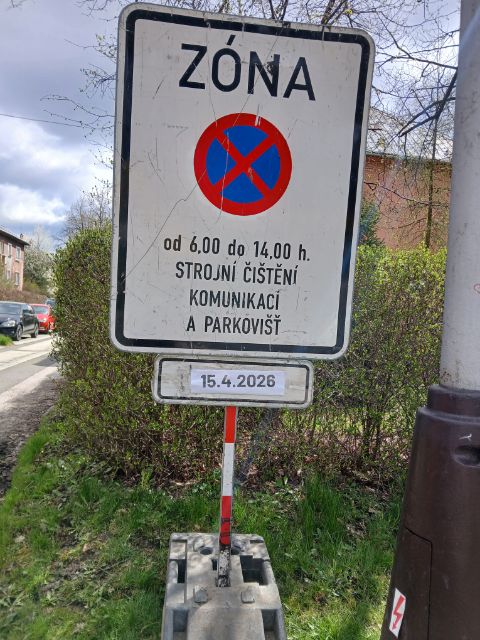 ZÓNA
od 6,00 do 14,00 h.
STROJNÍ ČIŠTĚNÍ
KOMUNIKACÍ
A PARKOVIŠŤ
15.4.2026